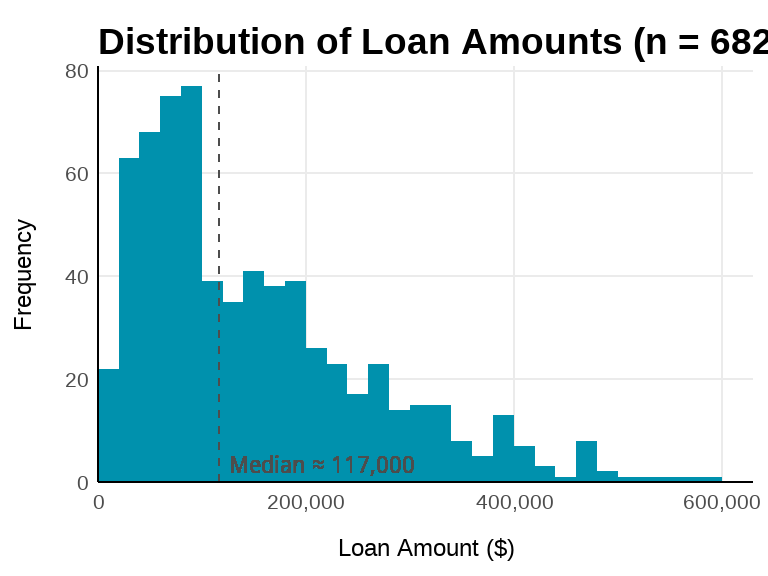 Distribution of Loan Amounts (n = 682
80
60
40
20
0
Frequency
Median ≈ 117,000
0 200,000 400,000 600,000
Loan Amount ($)